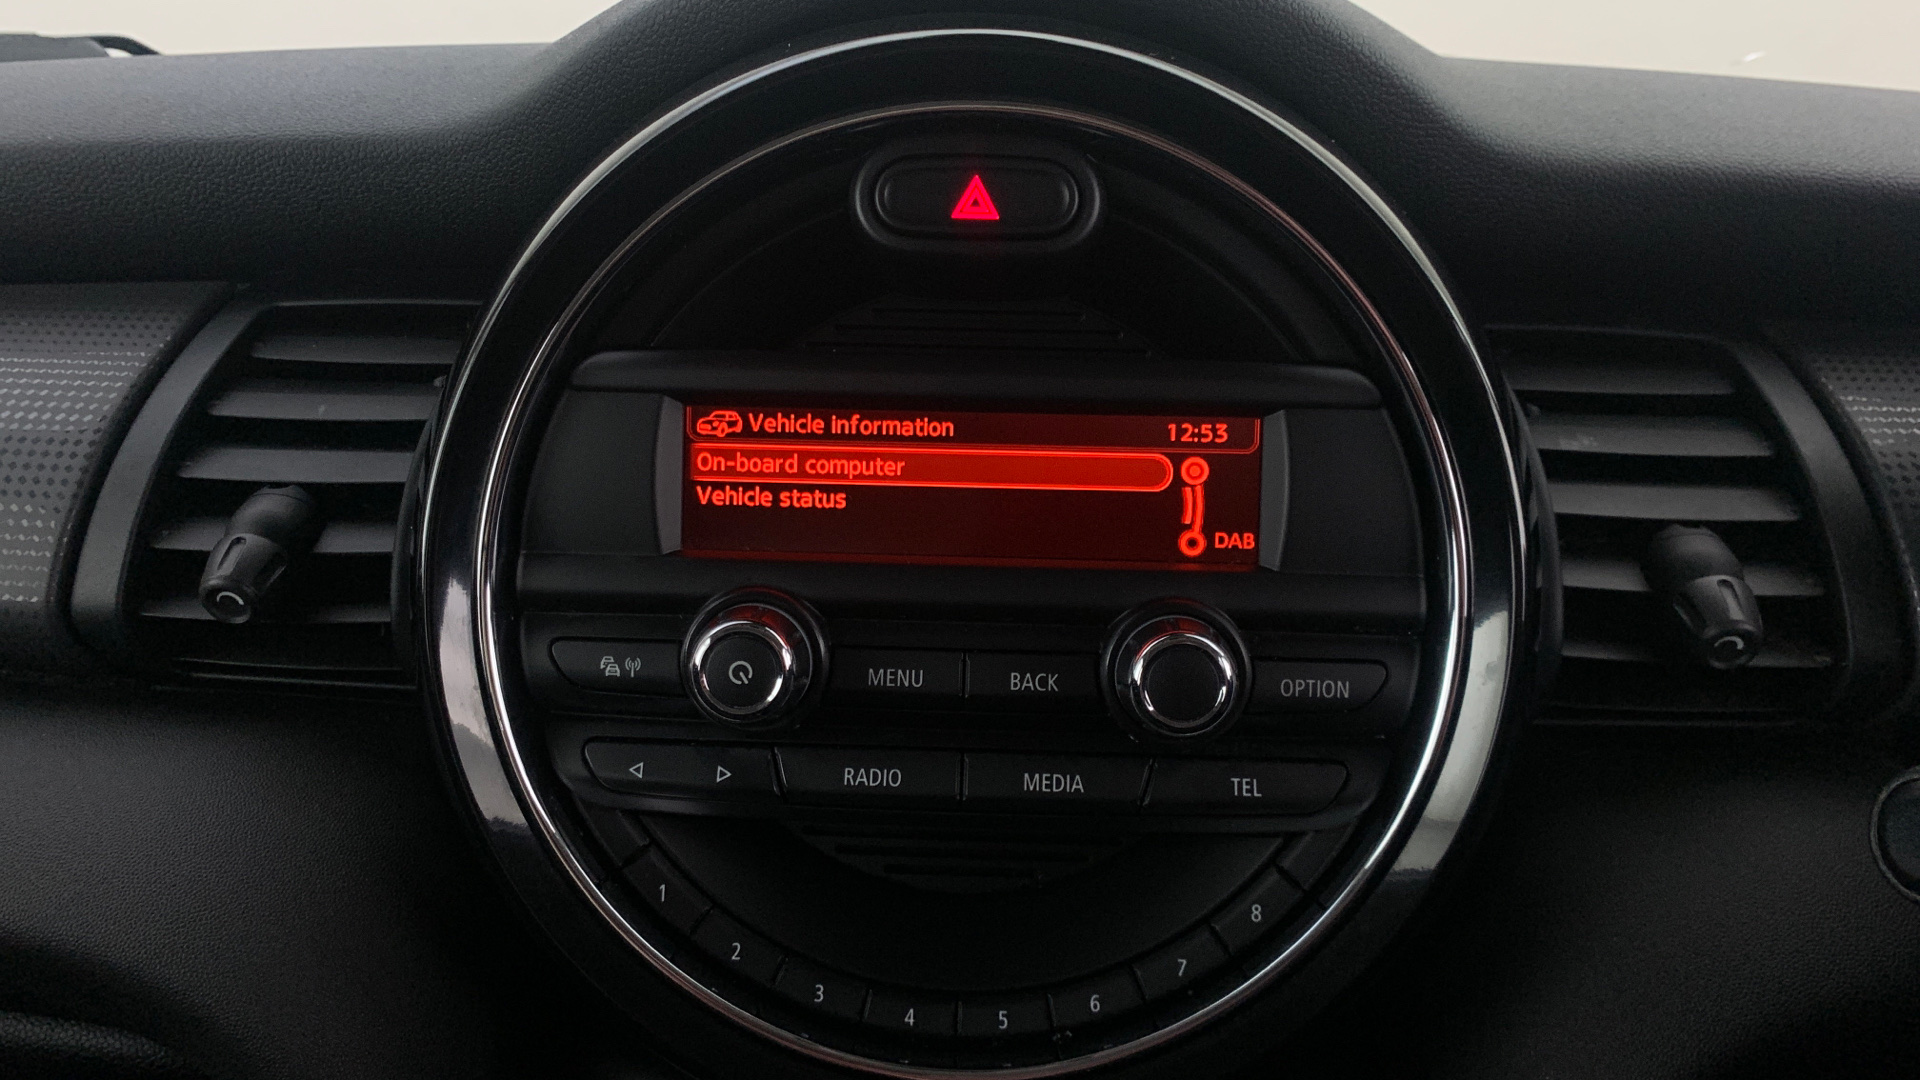 Vehicle information 12:53
On-board computer
Vehicle status
DAB
MENU BACK OPTION
RADIO MEDIA TEL
1 2 3 4 5 6 7 8